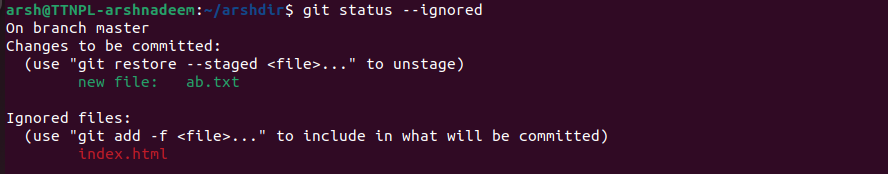 arsh@TTNPL-arshnadeem:~/arshdir$ git status --ignored
On branch master
Changes to be committed:
  (use "git restore --staged <file>..." to unstage)
        new file:   ab.txt

Ignored files:
  (use "git add -f <file>..." to include in what will be committed)
        index.html